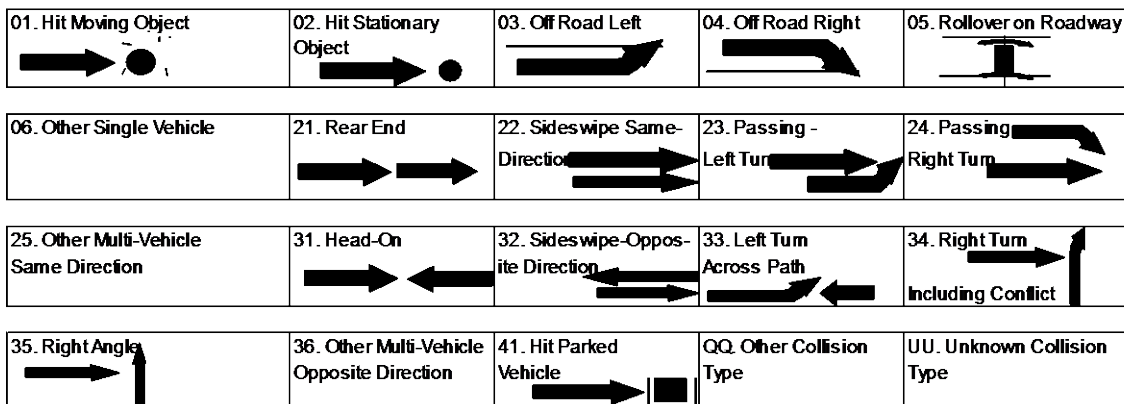 01. Hit Moving Object
02. Hit Stationary
Object
03. Off Road Left
04. Off Road Right
05. Rollover on Roadway
06. Other Single Vehicle
21. Rear End
22. Sideswipe Same-
Direction
23. Passing -
Left Turn
24. Passing
Right Turn
25. Other Multi-Vehicle
Same Direction
31. Head-On
32. Sideswipe-Oppos-
ite Direction
33. Left Turn
Across Path
34. Right Turn
Including Conflict
35. Right Angle
36. Other Multi-Vehicle
Opposite Direction
41. Hit Parked
Vehicle
QQ. Other Collision
Type
UU. Unknown Collision
Type